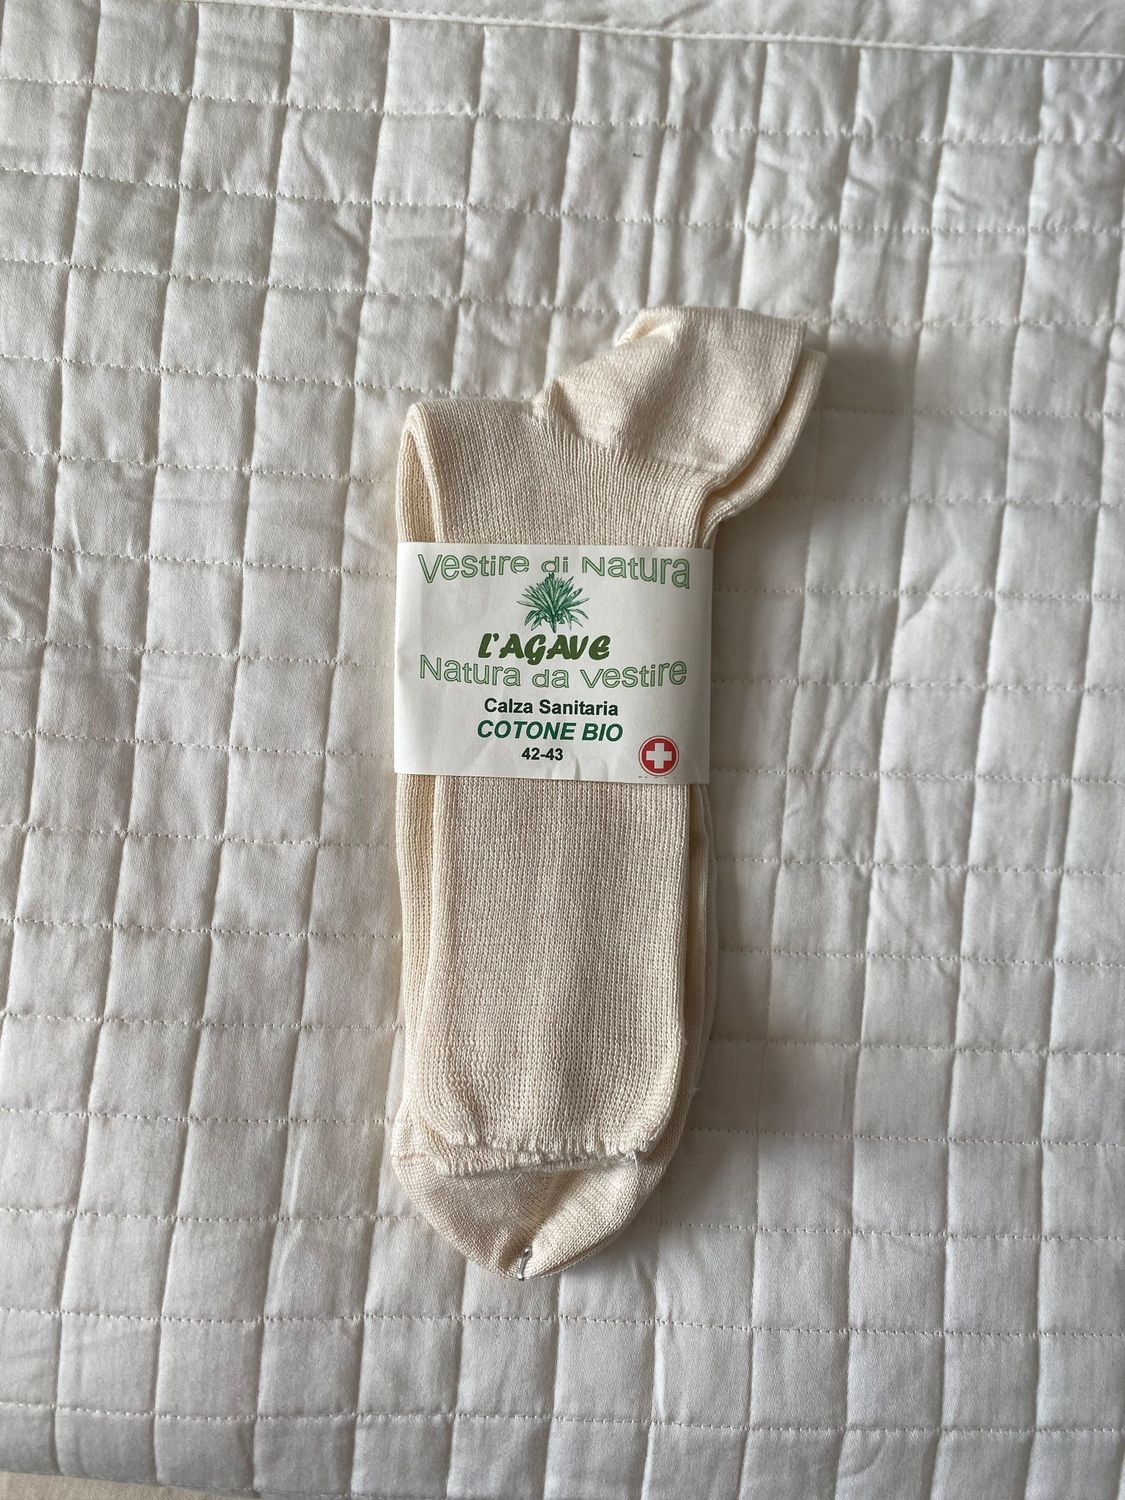 Vestire di Natura
L'AGAVE
Natura da vestire
Calza Sanitaria
COTONE BIO
42-43